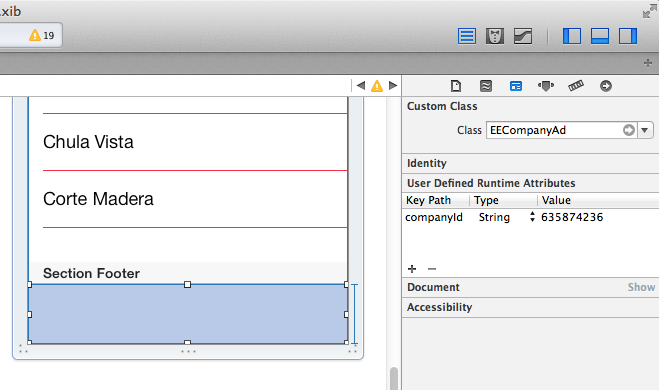 .xib
19
Custom Class
Class EECompanyAd
Identity
User Defined Runtime Attributes
Key Path Type Value
companyId String 635874236
Document Show
Accessibility
Chula Vista
Corte Madera
Section Footer